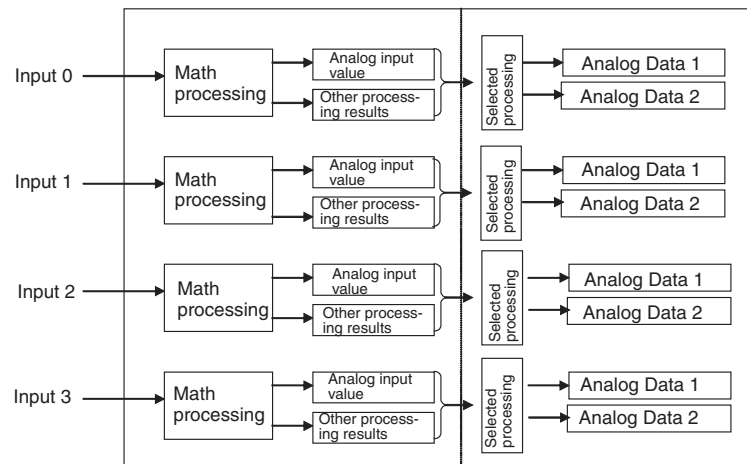 Input 0
Math
processing
Analog input
value
Other process-
ing results
Selected
processing
Analog Data 1
Analog Data 2
Input 1
Math
processing
Analog input
value
Other process-
ing results
Selected
processing
Analog Data 1
Analog Data 2
Input 2
Math
processing
Analog input
value
Other process-
ing results
Selected
processing
Analog Data 1
Analog Data 2
Input 3
Math
processing
Analog input
value
Other process-
ing results
Selected
processing
Analog Data 1
Analog Data 2